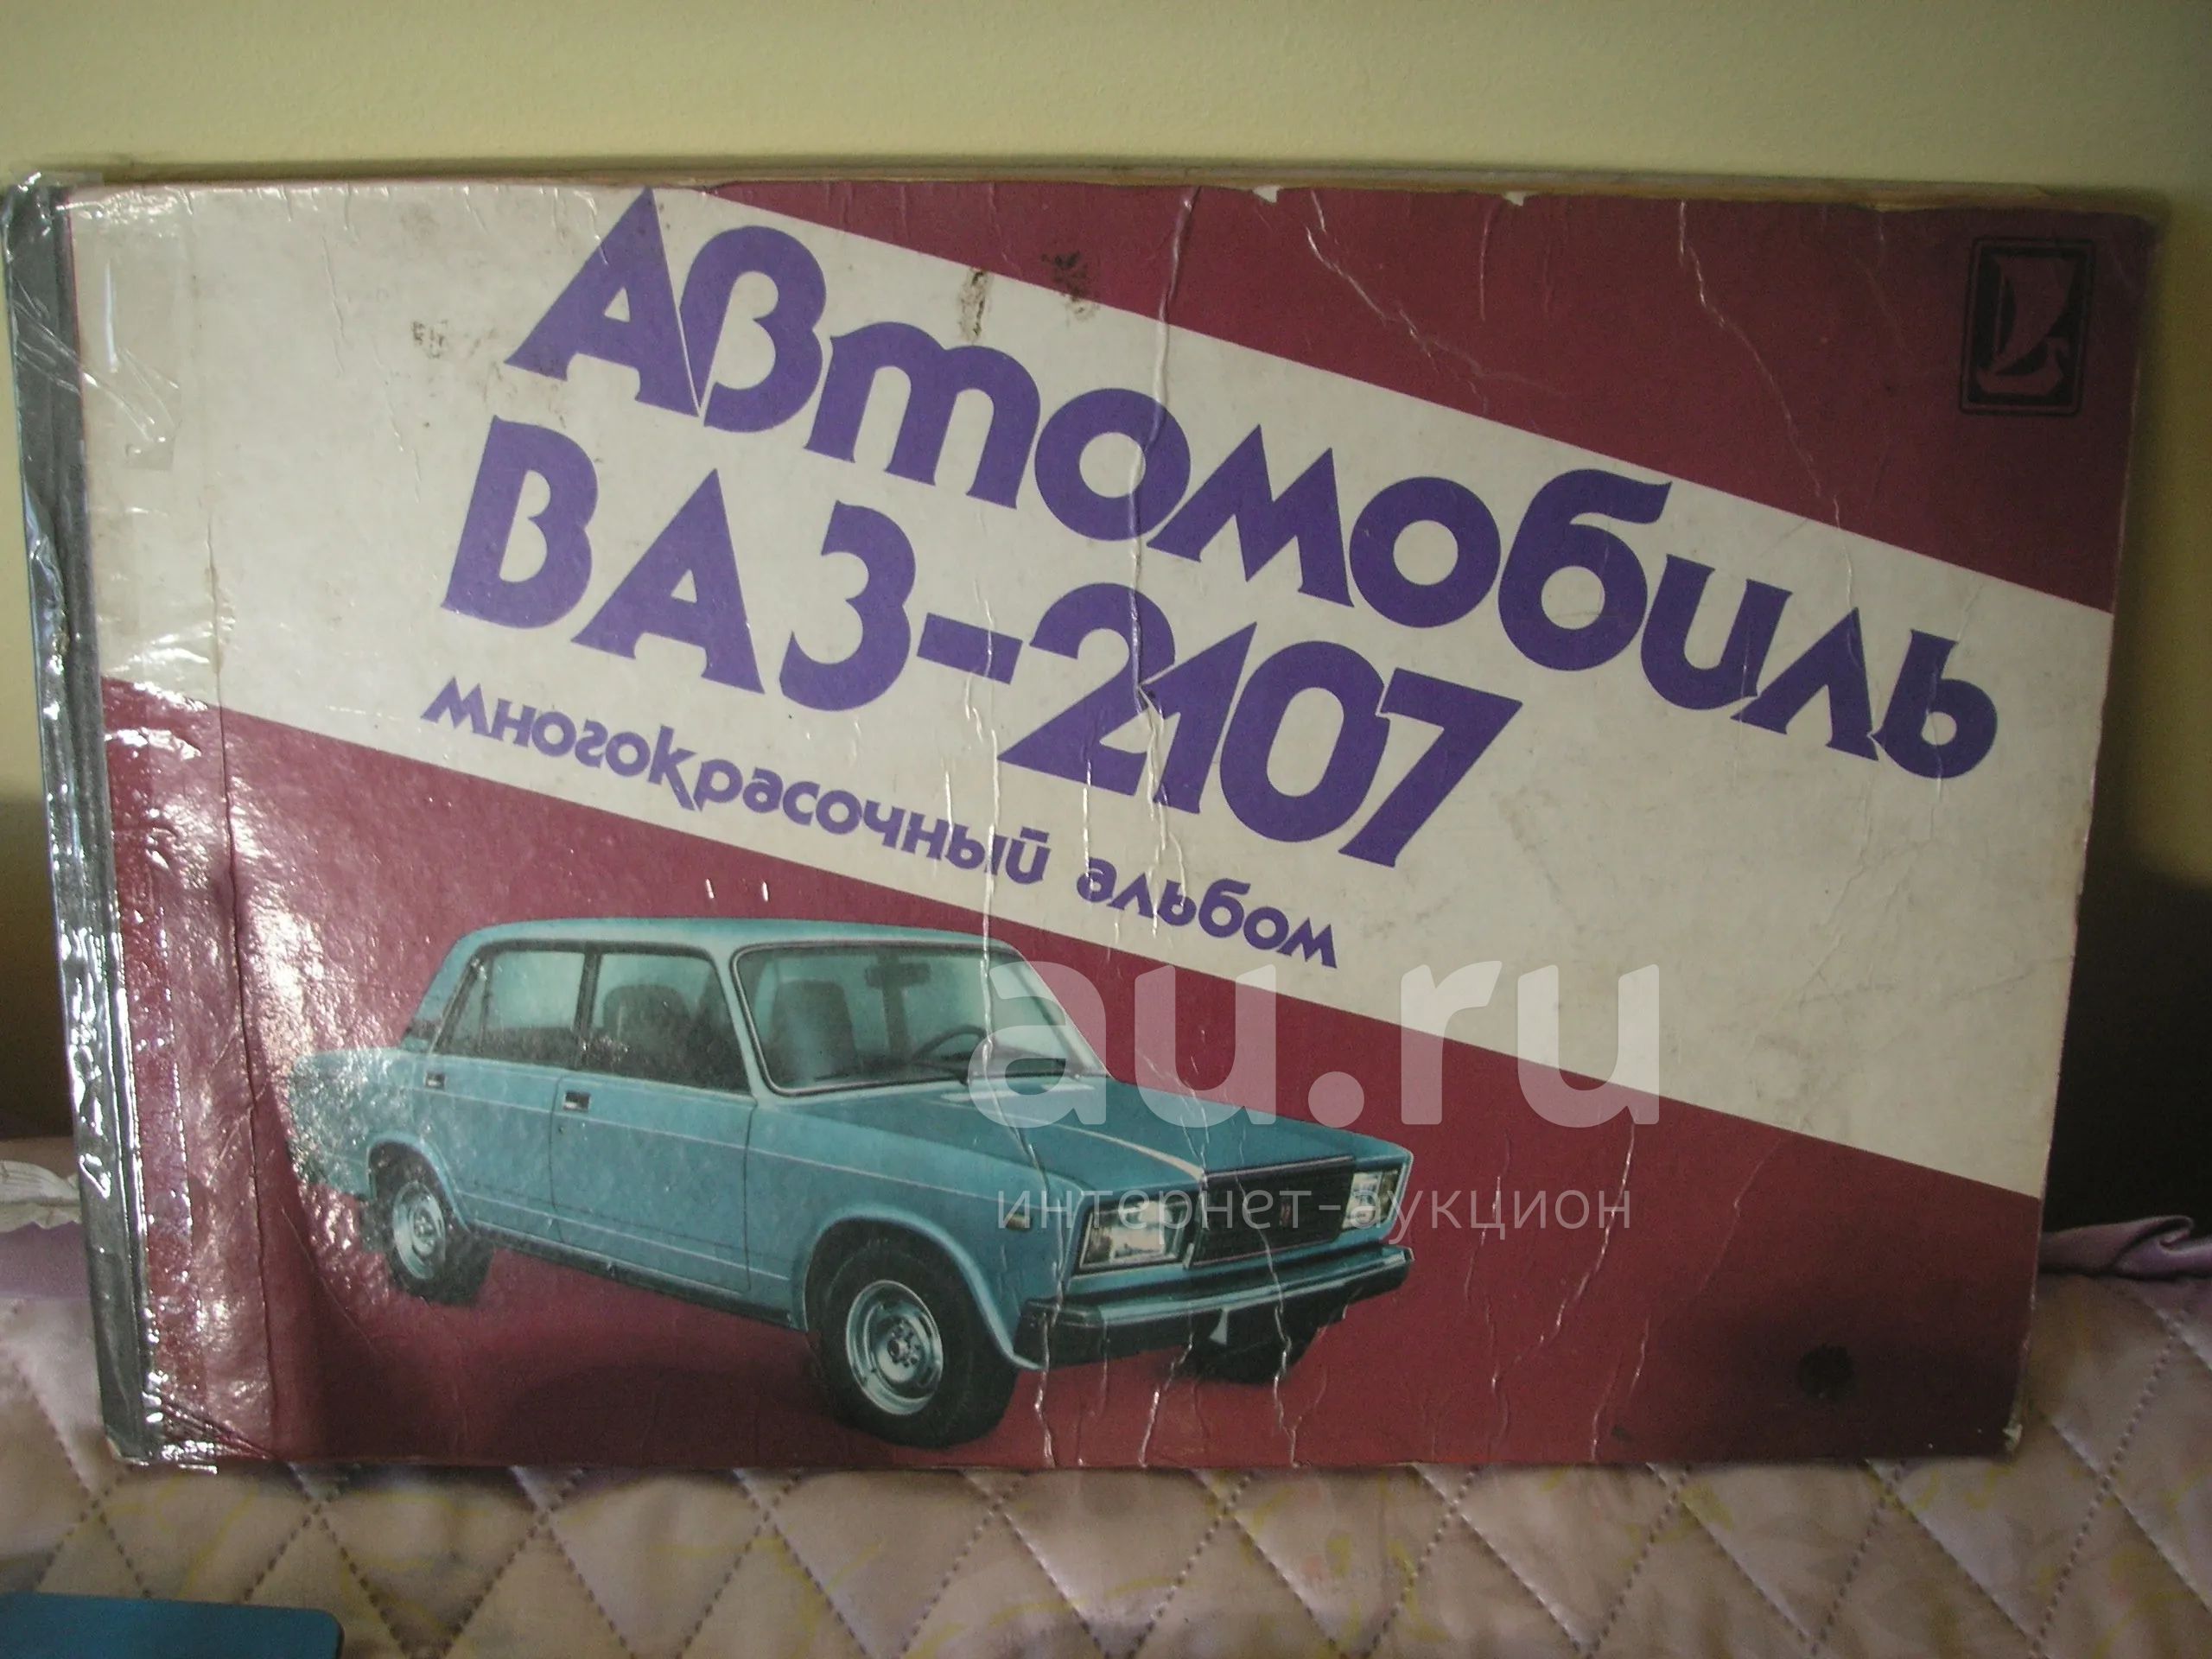 Автомобиль
ВАЗ-2107
многокрасочный альбом
au.ru
интернет-аукцион